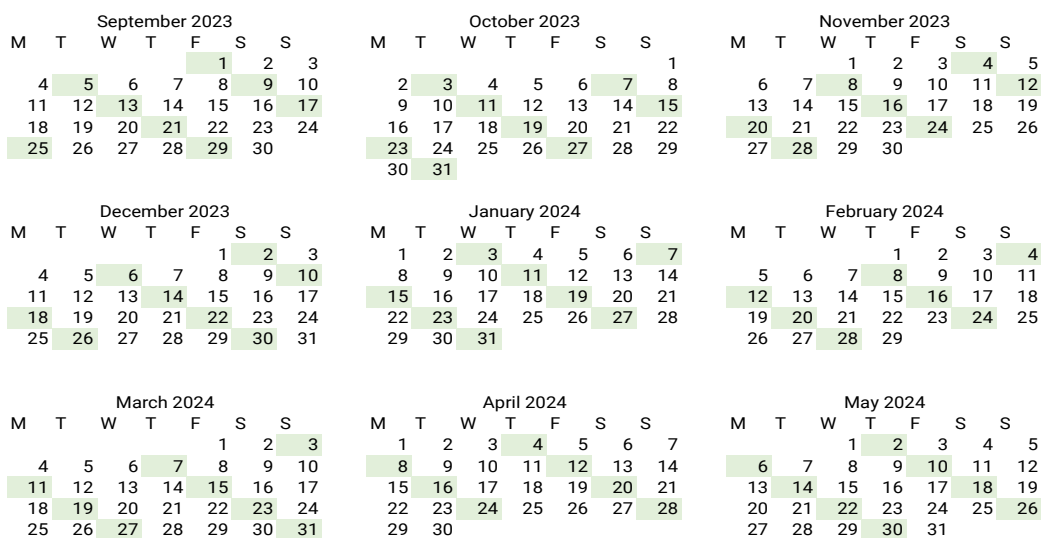 September 2023 October 2023 November 2023
M T W T F S S M T W T F S S M T W T F S S
1 2 3 1 1 2 3 4 5
4 5 6 7 8 9 10 2 3 4 5 6 7 8 6 7 8 9 10 11 12
11 12 13 14 15 16 17 9 10 11 12 13 14 15 13 14 15 16 17 18 19
18 19 20 21 22 23 24 16 17 18 19 20 21 22 20 21 22 23 24 25 26
25 26 27 28 29 30 23 24 25 26 27 28 29 27 28 29 30
30 31
December 2023 January 2024 February 2024
M T W T F S S M T W T F S S M T W T F S S
1 2 3 1 2 3 4 5 6 7 1 2 3 4
4 5 6 7 8 9 10 8 9 10 11 12 13 14 5 6 7 8 9 10 11
11 12 13 14 15 16 17 15 16 17 18 19 20 21 12 13 14 15 16 17 18
18 19 20 21 22 23 24 22 23 24 25 26 27 28 19 20 21 22 23 24 25
25 26 27 28 29 30 31 29 30 31 26 27 28 29
March 2024 April 2024 May 2024
M T W T F S S M T W T F S S M T W T F S S
1 2 3 1 2 3 4 5 6 7 1 2 3 4 5
4 5 6 7 8 9 10 8 9 10 11 12 13 14 6 7 8 9 10 11 12
11 12 13 14 15 16 17 15 16 17 18 19 20 21 13 14 15 16 17 18 19
18 19 20 21 22 23 24 22 23 24 25 26 27 28 20 21 22 23 24 25 26
25 26 27 28 29 30 31 29 30 27 28 29 30 31